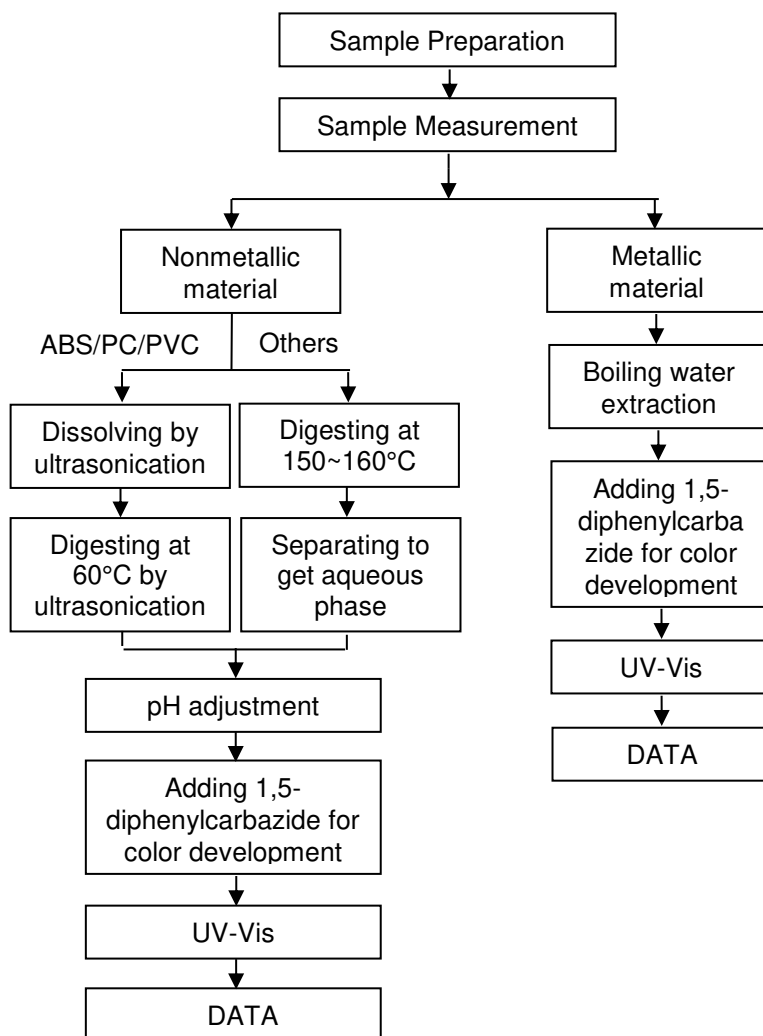 Sample Preparation
Sample Measurement
Nonmetallic
material
Metallic
material
ABS/PC/PVC
Others
Boiling water
extraction
Dissolving by
ultrasonication
Digesting at
150~160°C
Adding 1,5-
diphenylcarba
zide for color
development
Digesting at
60°C by
ultrasonication
Separating to
get aqueous
phase
UV-Vis
pH adjustment
DATA
Adding 1,5-
diphenylcarbazide for
color development
UV-Vis
DATA